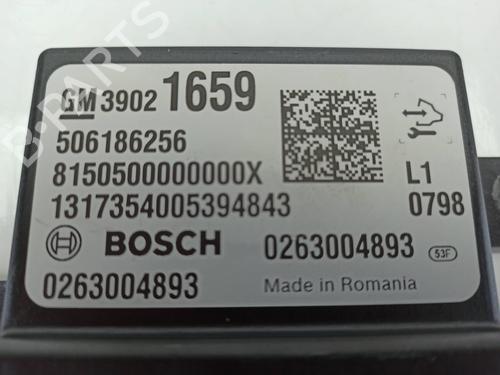 GM 3902 1659
506186256
8150500000000X
L1
1317354005394843
0798
BOSCH
0263004893
53F
0263004893
Made in Romania
B-PARTS